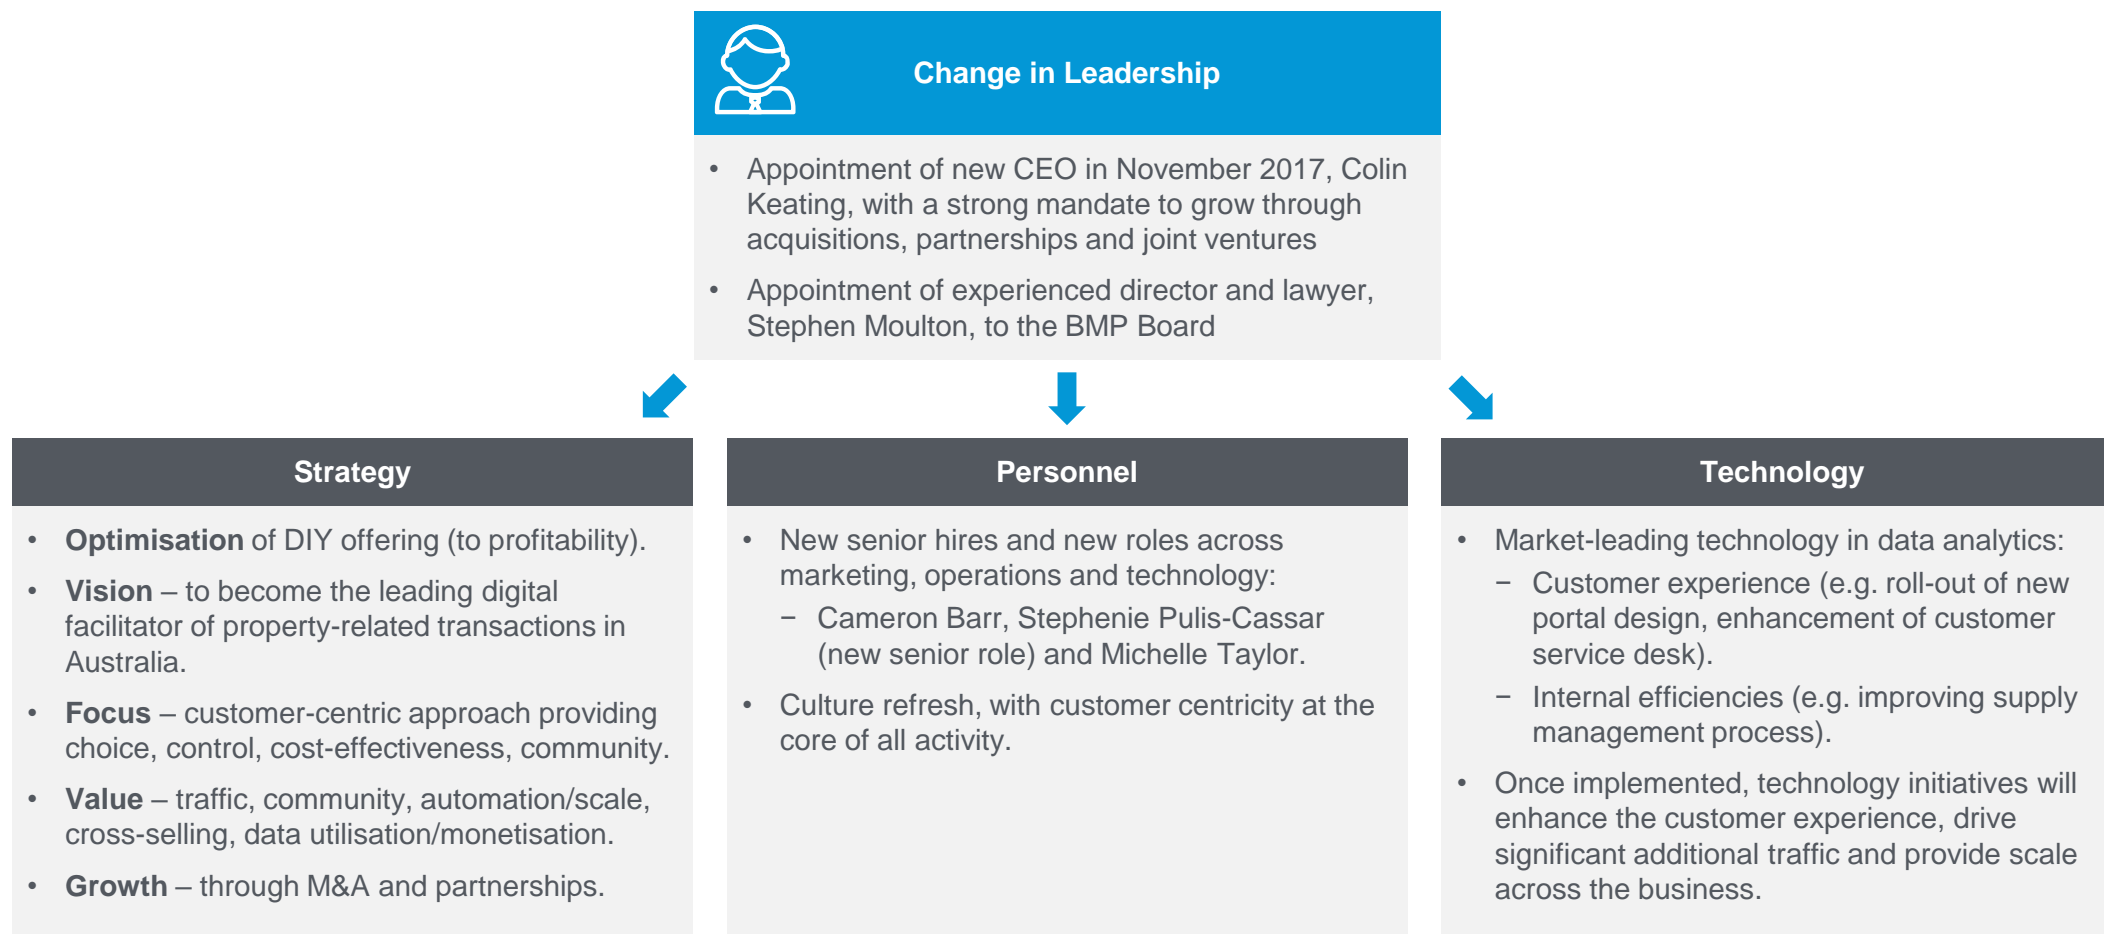 Change in Leadership
• Appointment of new CEO in November 2017, Colin
Keating, with a strong mandate to grow through
acquisitions, partnerships and joint ventures
• Appointment of experienced director and lawyer,
Stephen Moulton, to the BMP Board
Strategy
• Optimisation of DIY offering (to profitability).
• Vision – to become the leading digital
facilitator of property-related transactions in
Australia.
• Focus – customer-centric approach providing
choice, control, cost-effectiveness, community.
• Value – traffic, community, automation/scale,
cross-selling, data utilisation/monetisation.
• Growth – through M&A and partnerships.
Personnel
• New senior hires and new roles across
marketing, operations and technology:
− Cameron Barr, Stephenie Pulis-Cassar
(new senior role) and Michelle Taylor.
• Culture refresh, with customer centricity at the
core of all activity.
Technology
• Market-leading technology in data analytics:
− Customer experience (e.g. roll-out of new
portal design, enhancement of customer
service desk).
− Internal efficiencies (e.g. improving supply
management process).
• Once implemented, technology initiatives will
enhance the customer experience, drive
significant additional traffic and provide scale
across the business.